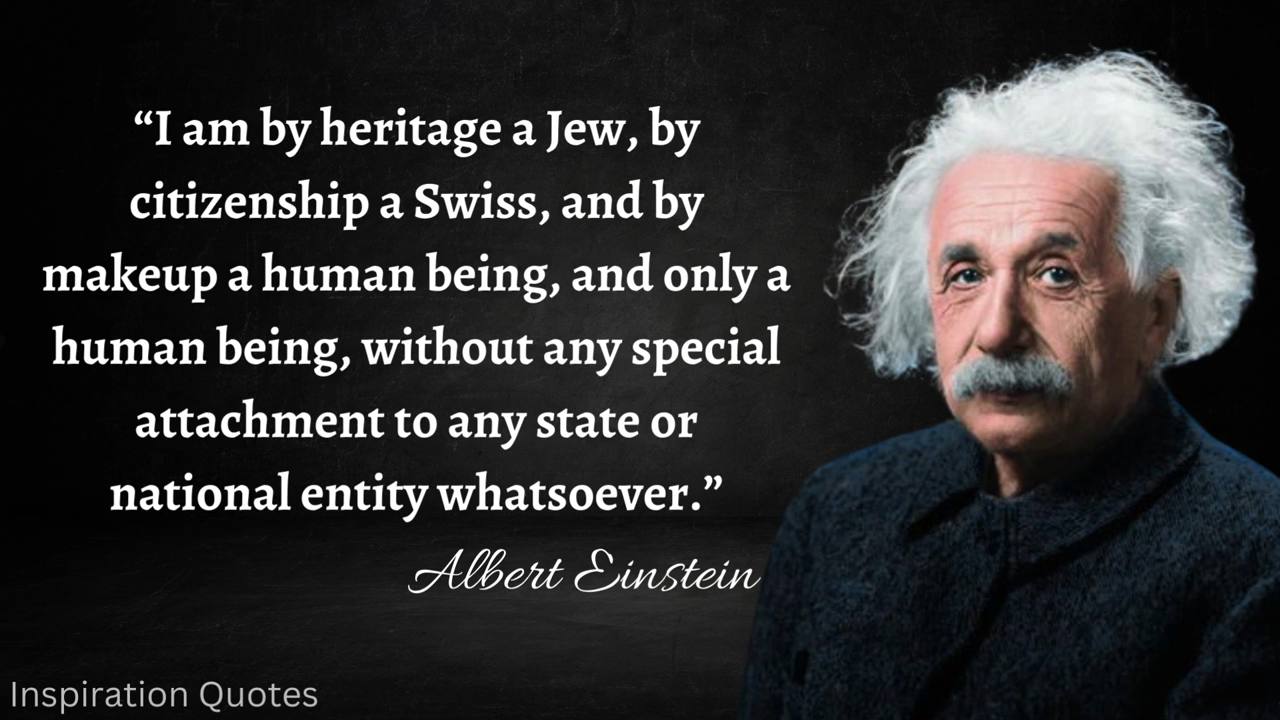 “I am by heritage a Jew, by
citizenship a Swiss, and by
makeup a human being, and only a
human being, without any special
attachment to any state or
national entity whatsoever.”
Albert Einstein
Inspiration Quotes